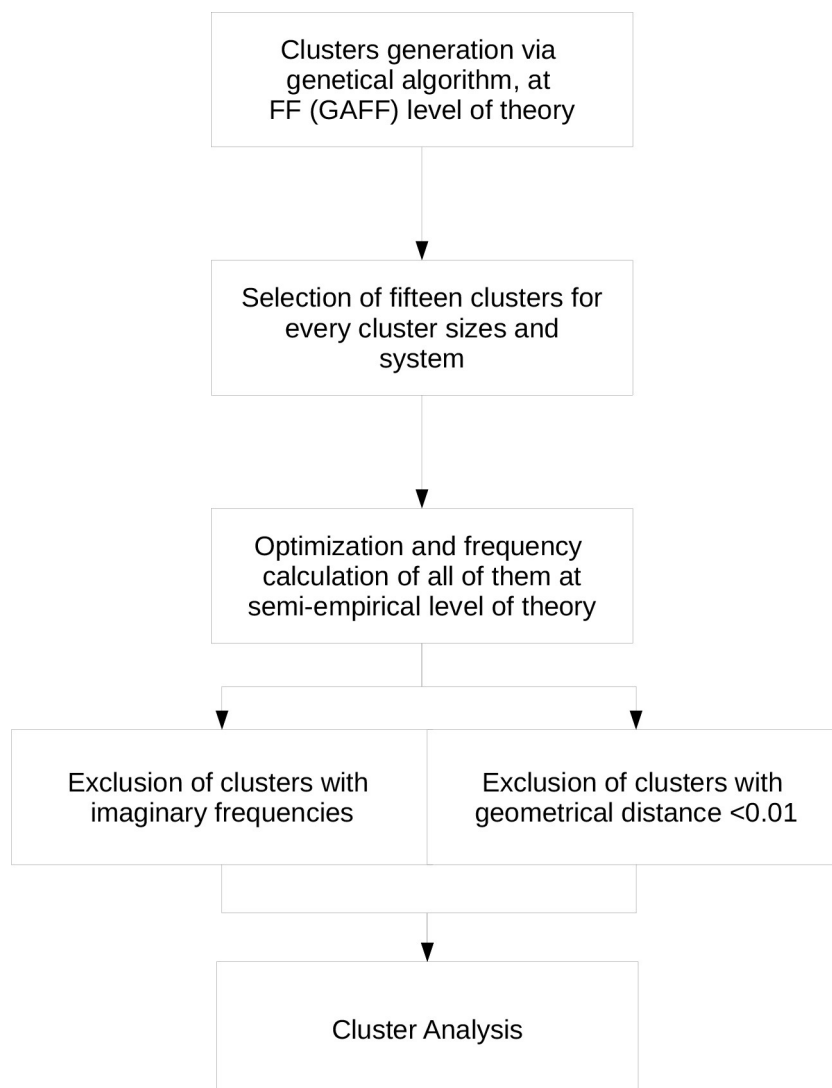 Clusters generation via
genetical algorithm, at
FF (GAFF) level of theory
Selection of fifteen clusters for
every cluster sizes and
system
Optimization and frequency
calculation of all of them at
semi-empirical level of theory
Exclusion of clusters with
imaginary frequencies
Exclusion of clusters with
geometrical distance <0.01
Cluster Analysis